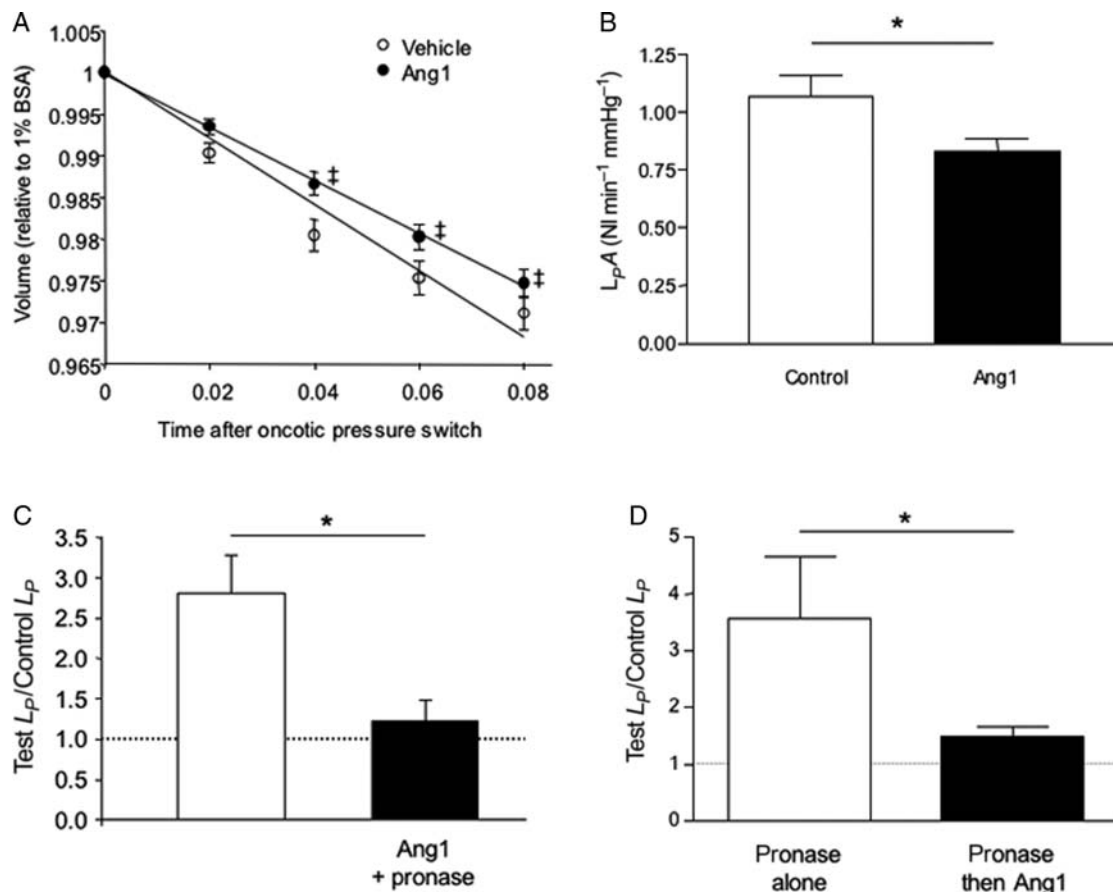 A
Volume (relative to 1% BSA)
1.005
1
0.995
0.99
0.985
0.98
0.975
0.97
0.965
0
0.02
0.04
0.06
0.08
Time after oncotic pressure switch
Vehicle
Ang1
‡
‡
‡
B
LPA (Nl min−1 mmHg−1)
1.25
1.00
0.75
0.50
0.25
0.00
*
Control
Ang1
C
Test LP/Control LP
3.5
3.0
2.5
2.0
1.5
1.0
0.5
0.0
*
Ang1
+ pronase
D
Test LP/Control LP
5
4
3
2
1
0
*
Pronase
alone
Pronase
then Ang1